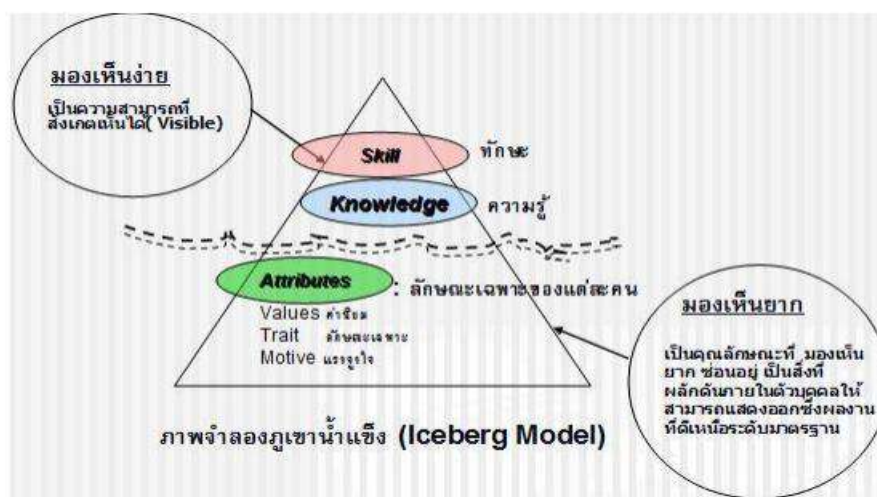 มองเห็นง่าย
เป็นความสามารถที่
สังเกตเห็นได้( Visible)
Skill ทักษะ
Knowledge ความรู้
Attributes : ลักษณะเฉพาะของแต่ละคน
Values ค่านิยม
Trait ลักษณะเฉพาะ
Motive แรงจูงใจ
มองเห็นยาก
เป็นคุณลักษณะที่ มองเห็น
ยาก ซ่อนอยู่ เป็นสิ่งที่
ผลักดันภายในตัวบุคคลให้
สามารถแสดงออกซึ่งผลงาน
ที่ดีเหนือระดับมาตรฐาน
ภาพจำลองภูเขาน้ำแข็ง (Iceberg Model)